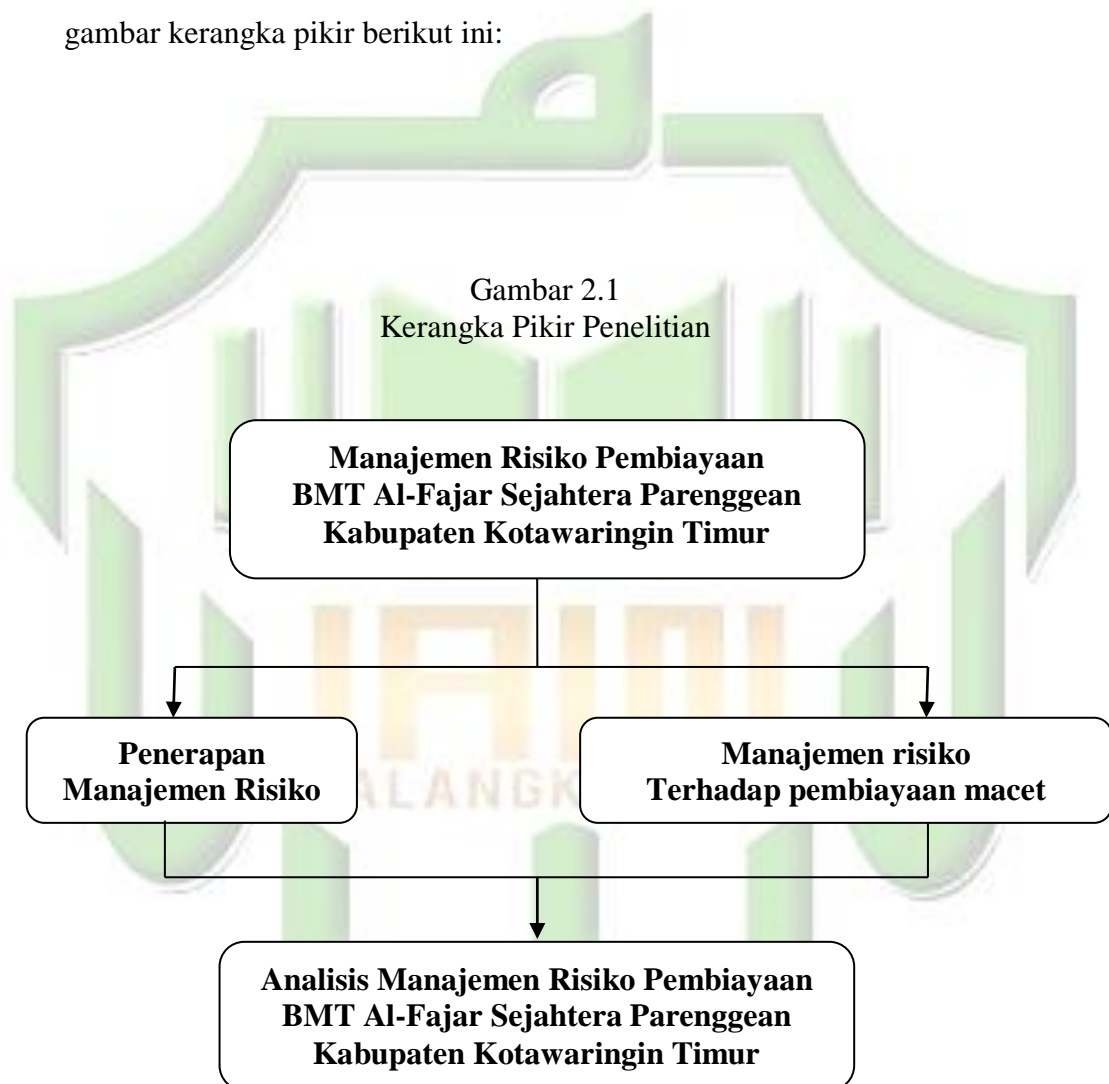 gambar kerangka pikir berikut ini:
Gambar 2.1
Kerangka Pikir Penelitian
Manajemen Risiko Pembiayaan
BMT Al-Fajar Sejahtera Parenggean
Kabupaten Kotawaringin Timur
Penerapan
Manajemen Risiko
Manajemen risiko
Terhadap pembiayaan macet
Analisis Manajemen Risiko Pembiayaan
BMT Al-Fajar Sejahtera Parenggean
Kabupaten Kotawaringin Timur